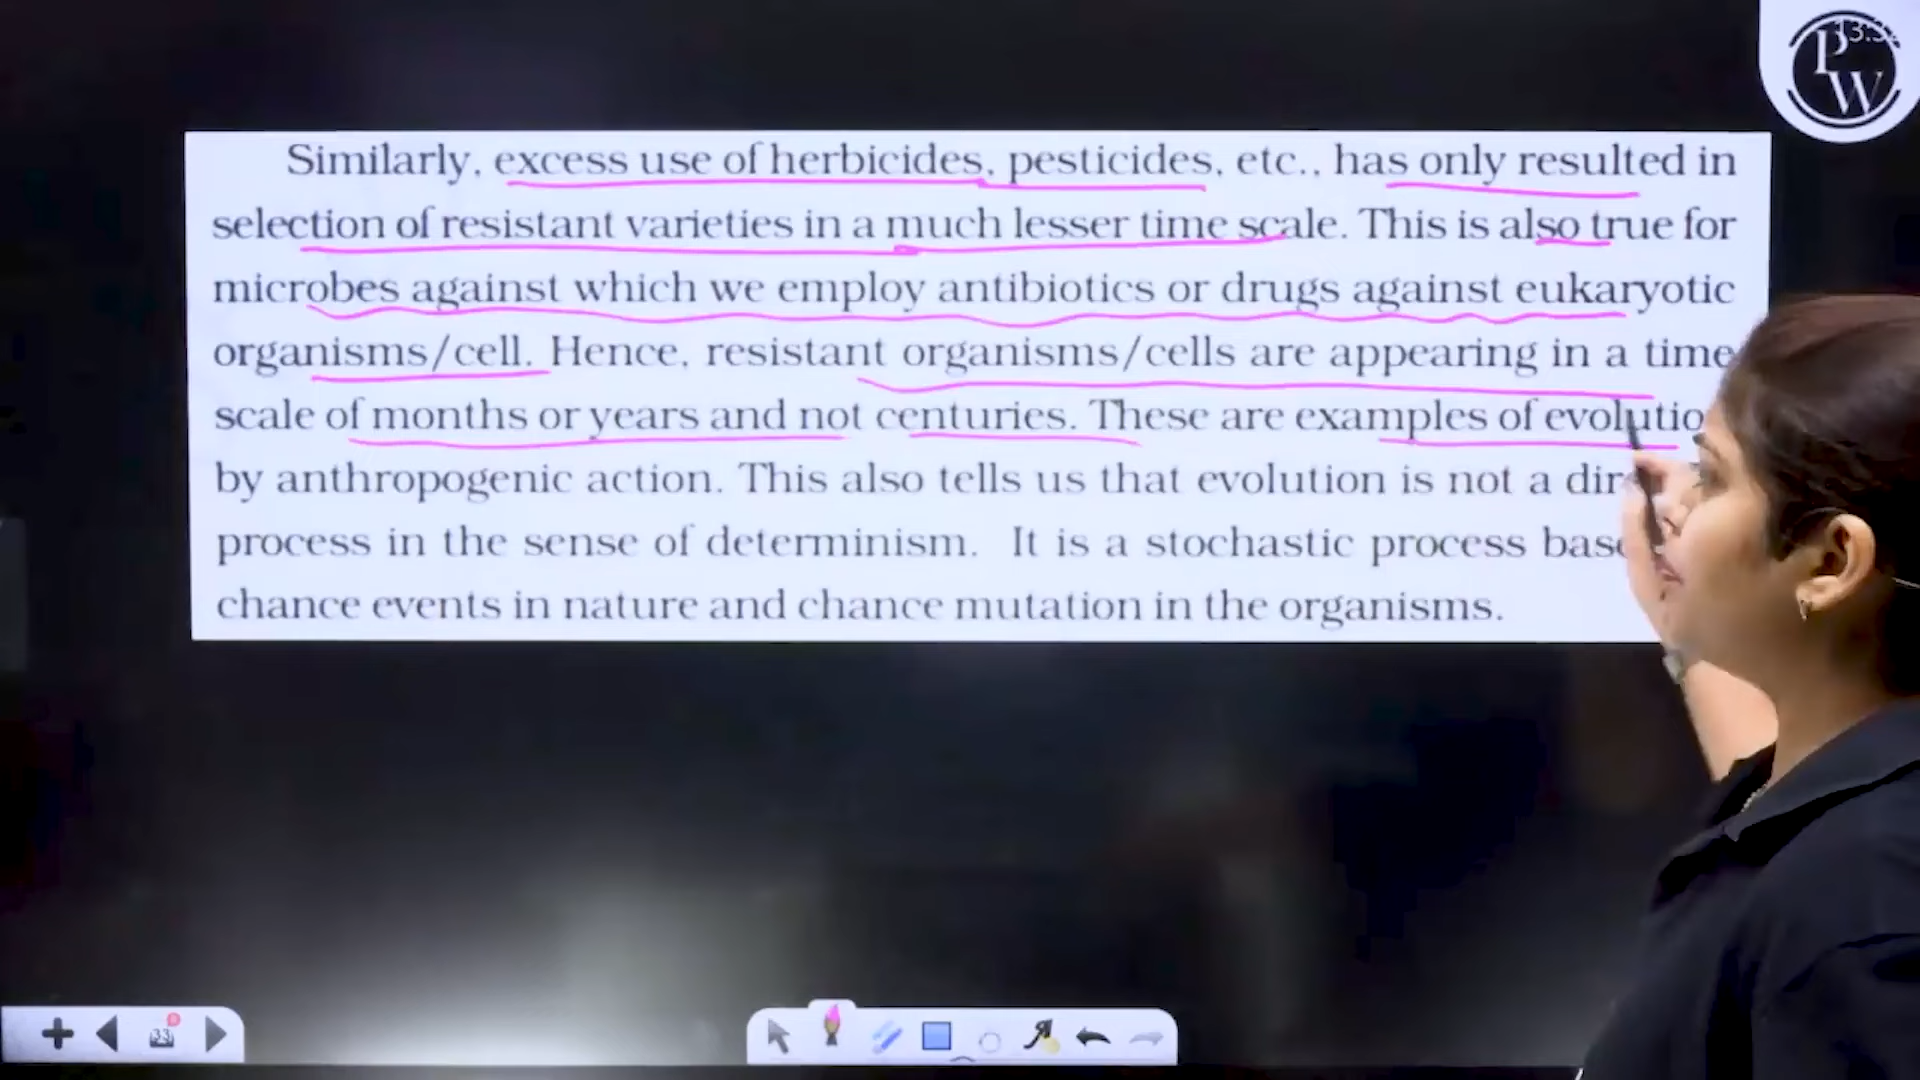 PW
Similarly, excess use of herbicides, pesticides, etc., has only resulted in
selection of resistant varieties in a much lesser time scale. This is also true for
microbes against which we employ antibiotics or drugs against eukaryotic
organisms/cell. Hence, resistant organisms/cells are appearing in a time
scale of months or years and not centuries. These are examples of evolutio
by anthropogenic action. This also tells us that evolution is not a dir
process in the sense of determinism. It is a stochastic process bas
chance events in nature and chance mutation in the organisms.
33